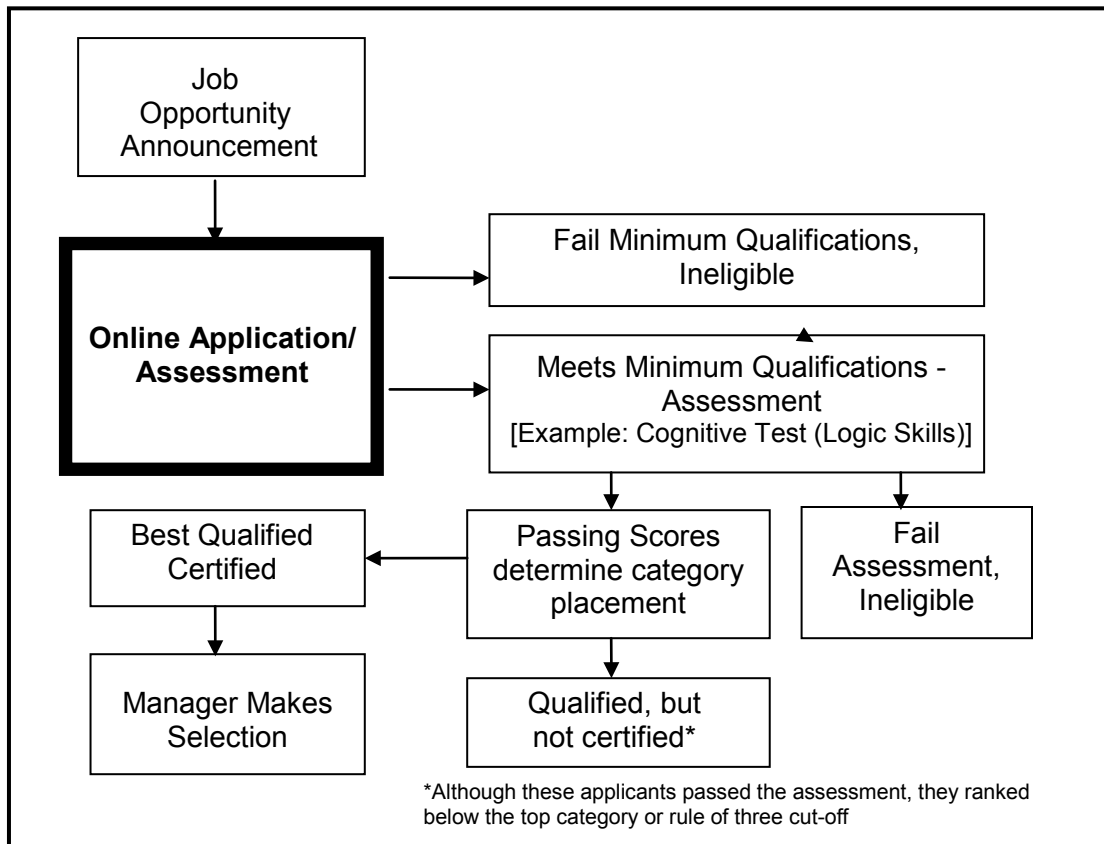 Job
Opportunity
Announcement
Fail Minimum Qualifications,
Ineligible
Online Application/
Assessment
Meets Minimum Qualifications -
Assessment
[Example: Cognitive Test (Logic Skills)]
Best Qualified
Certified
Passing Scores
determine category
placement
Fail
Assessment,
Ineligible
Manager Makes
Selection
Qualified, but
not certified*
*Although these applicants passed the assessment, they ranked
below the top category or rule of three cut-off